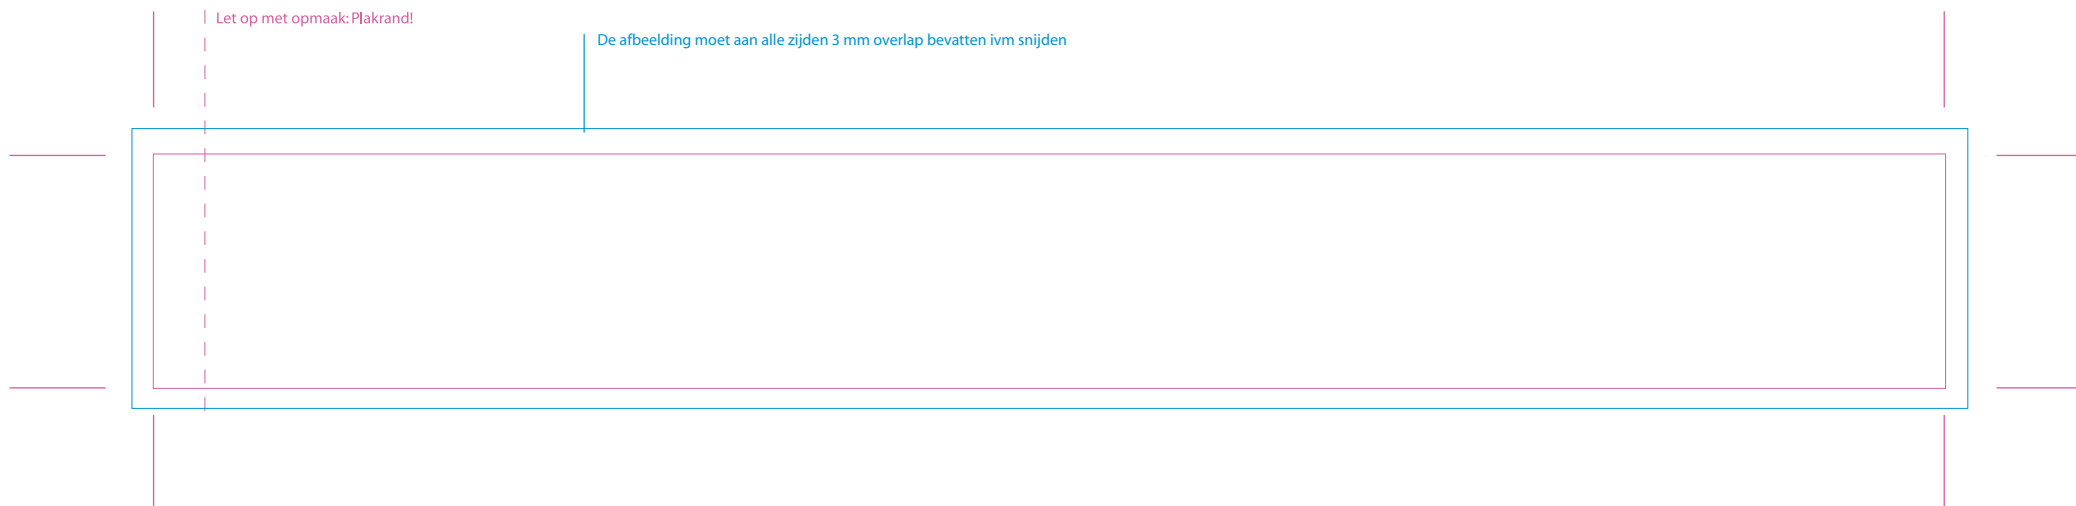 Let op met opmaak: Plakrand!
De afbeelding moet aan alle zijden 3 mm overlap bevatten ivm snijden